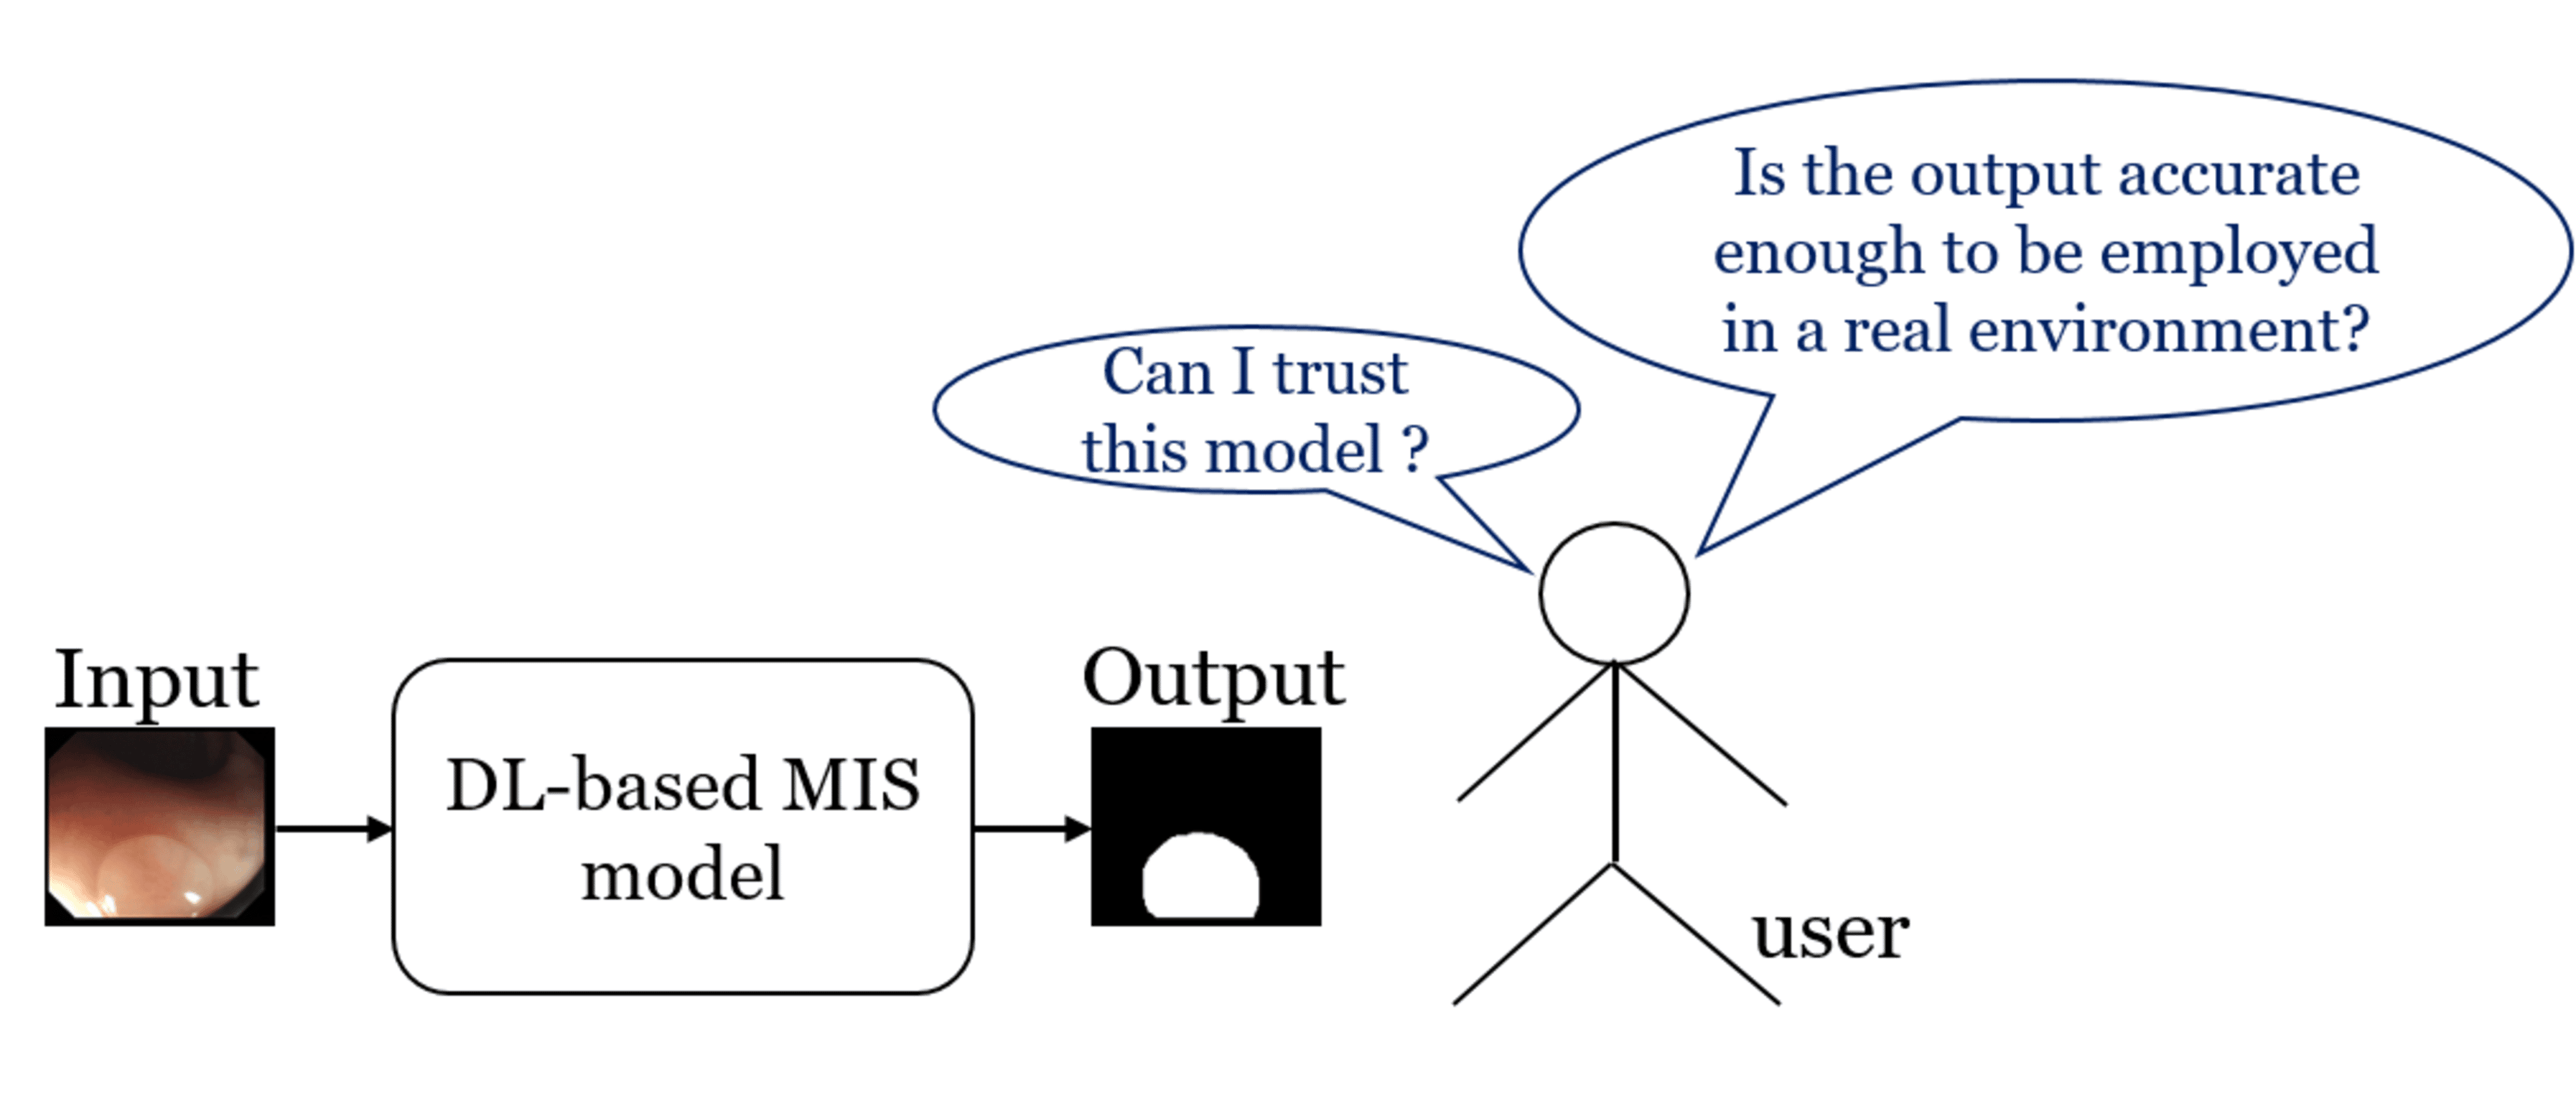 Is the output accurate
enough to be employed
in a real environment?
Can I trust
this model ?
Input
Output
DL-based MIS
model
user